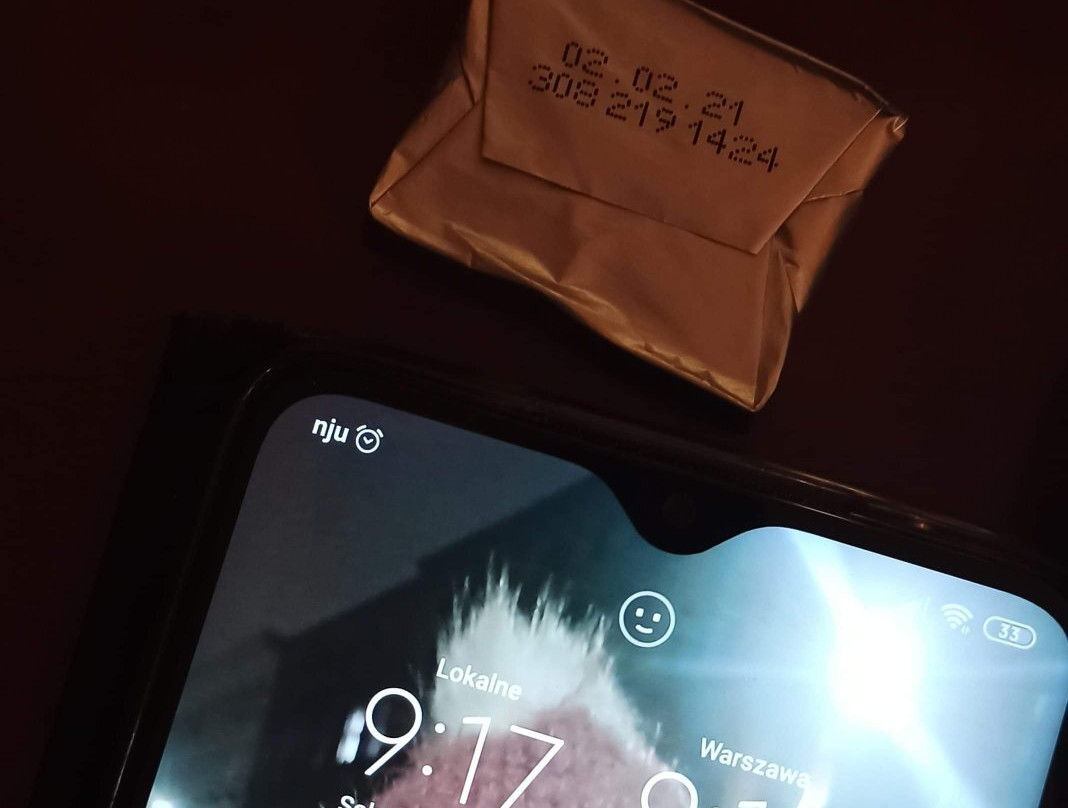 02.02.21
308 219 1424
nju
33
Lokalne
9:17
Warszawa